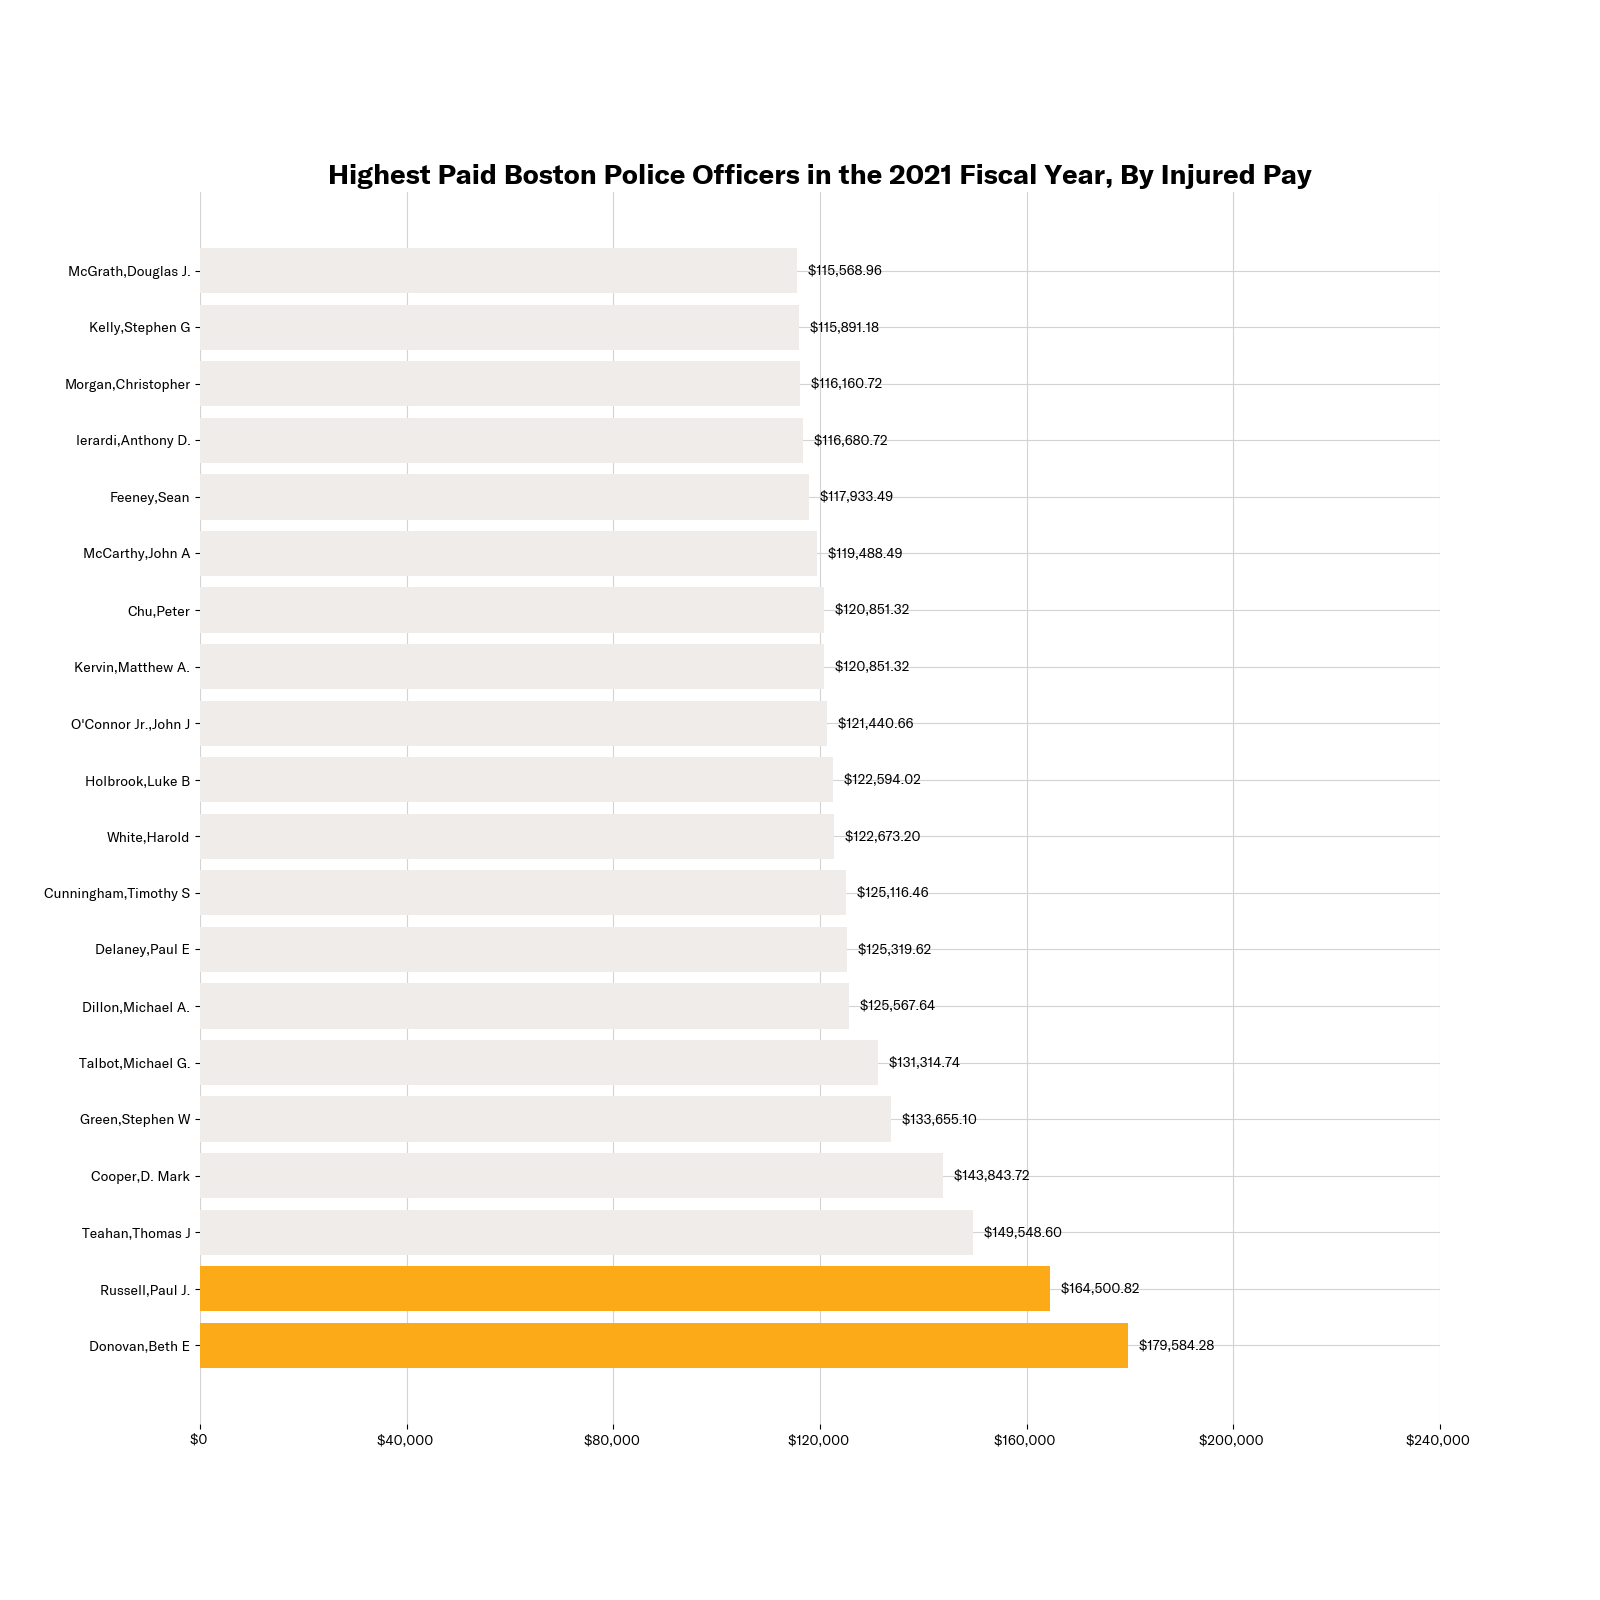 Highest Paid Boston Police Officers in the 2021 Fiscal Year, By Injured Pay
McGrath,Douglas J. $115,568.96
Kelly,Stephen G $115,891.18
Morgan,Christopher $116,160.72
Ierardi,Anthony D. $116,680.72
Feeney,Sean $117,933.49
McCarthy,John A $119,488.49
Chu,Peter $120,851.32
Kervin,Matthew A. $120,851.32
O'Connor Jr.,John J $121,440.66
Holbrook,Luke B $122,594.02
White,Harold $122,673.20
Cunningham,Timothy S $125,116.46
Delaney,Paul E $125,319.62
Dillon,Michael A. $125,567.64
Talbot,Michael G. $131,314.74
Green,Stephen W $133,655.10
Cooper,D. Mark $143,843.72
Teahan,Thomas J $149,548.60
Russell,Paul J. $164,500.82
Donovan,Beth E $179,584.28
$0 $40,000 $80,000 $120,000 $160,000 $200,000 $240,000